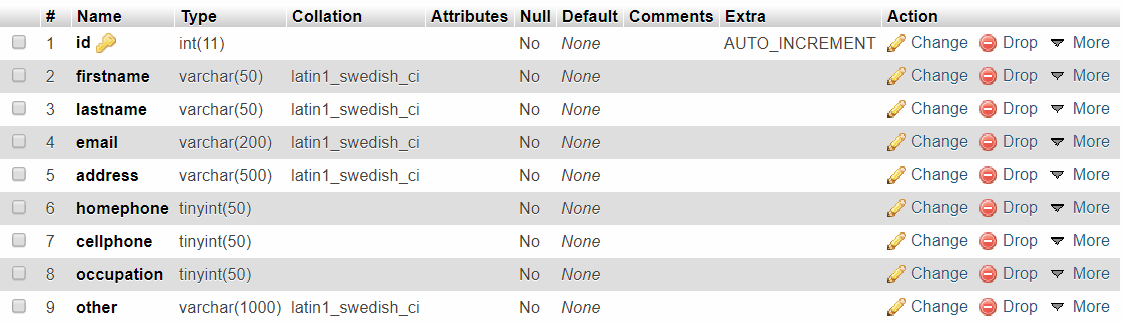 # Name Type Collation Attributes Null Default Comments Extra Action
1 id int(11) No None AUTO_INCREMENT Change Drop More
2 firstname varchar(50) latin1_swedish_ci No None Change Drop More
3 lastname varchar(50) latin1_swedish_ci No None Change Drop More
4 email varchar(200) latin1_swedish_ci No None Change Drop More
5 address varchar(500) latin1_swedish_ci No None Change Drop More
6 homephone tinyint(50) No None Change Drop More
7 cellphone tinyint(50) No None Change Drop More
8 occupation tinyint(50) No None Change Drop More
9 other varchar(1000) latin1_swedish_ci No None Change Drop More